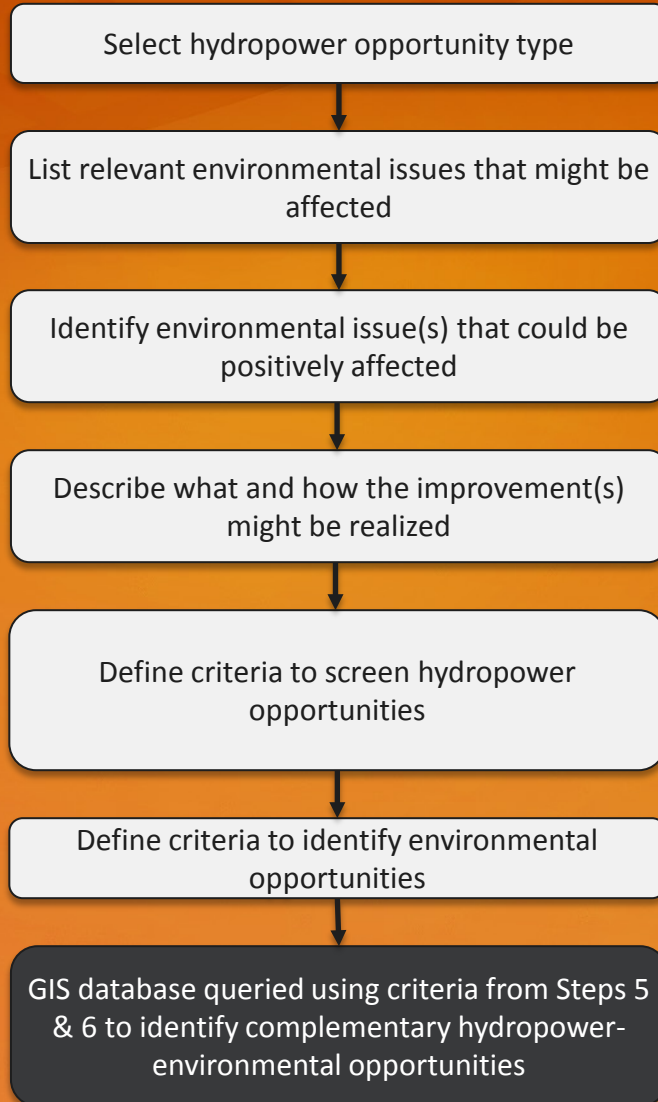 Select hydropower opportunity type
List relevant environmental issues that might be
affected
Identify environmental issue(s) that could be
positively affected
Describe what and how the improvement(s)
might be realized
Define criteria to screen hydropower
opportunities
Define criteria to identify environmental
opportunities
GIS database queried using criteria from Steps 5
& 6 to identify complementary hydropower-
environmental opportunities